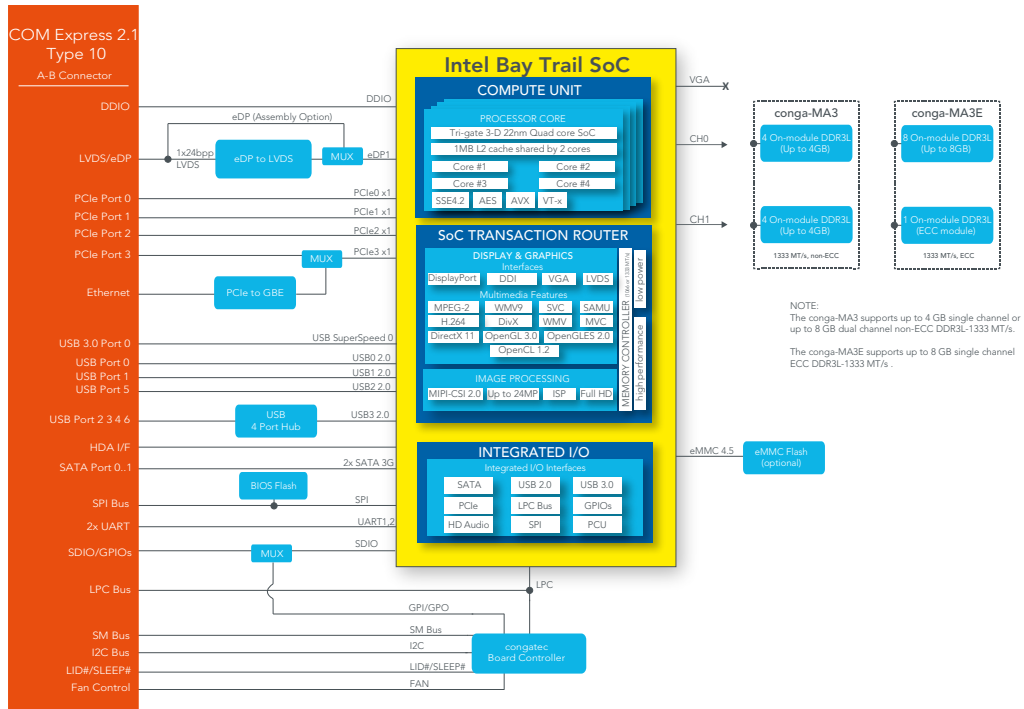 COM Express 2.1
Type 10
A-B Connector
DDIO
LVDS/eDP
PCIe Port 0
PCIe Port 1
PCIe Port 2
PCIe Port 3
Ethernet
USB 3.0 Port 0
USB Port 0
USB Port 1
USB Port 5
USB Port 2 3 4 6
HDA I/F
SATA Port 0..1
SPI Bus
2x UART
SDIO/GPIOs
LPC Bus
SM Bus
I2C Bus
LID#/SLEEP#
Fan Control
DDIO
eDP (Assembly Option)
1x24bpp
LVDS
eDP to LVDS
MUX
eDP1
PCIe0 x1
PCIe1 x1
PCIe2 x1
PCIe3 x1
MUX
PCIe to GBE
USB SuperSpeed 0
USB0 2.0
USB1 2.0
USB2 2.0
USB
4 Port Hub
USB3 2.0
2x SATA 3G
BIOS Flash
SPI
UART1,2
SDIO
MUX
LPC
GPI/GPO
SM Bus
I2C
LID#/SLEEP#
FAN
congatec
Board Controller
Intel Bay Trail SoC
COMPUTE UNIT
PROCESSOR CORE
Tri-gate 3-D 22nm Quad core SoC
1MB L2 cache shared by 2 cores
Core #1
Core #2
Core #3
Core #4
SSE4.2
AES
AVX
VT-x
SoC TRANSACTION ROUTER
DISPLAY & GRAPHICS
Interfaces
DisplayPort
DDI
VGA
LVDS
Multimedia Features
MPEG-2
WMV9
SVC
SAMU
H.264
DivX
WMV
MVC
DirectX 11
OpenGL 3.0
OpenGLES 2.0
OpenCL 1.2
IMAGE PROCESSING
MIPI-CSI 2.0
Up to 24MP
ISP
Full HD
MEMORY CONTROLLER
low power
high performance
INTEGRATED I/O
Integrated I/O Interfaces
SATA
USB 2.0
USB 3.0
PCIe
LPC Bus
GPIOs
HD Audio
SPI
PCU
VGA
X
CH0
CH1
eMMC 4.5
eMMC Flash
(optional)
conga-MA3
4 On-module DDR3L
(Up to 4GB)
4 On-module DDR3L
(Up to 4GB)
1333 MT/s, non-ECC
conga-MA3E
8 On-module DDR3L
(Up to 8GB)
1 On-module DDR3L
(ECC module)
1333 MT/s, ECC
NOTE:
The conga-MA3 supports up to 4 GB single channel or
up to 8 GB dual channel non-ECC DDR3L-1333 MT/s.
The conga-MA3E supports up to 8 GB single channel
ECC DDR3L-1333 MT/s .